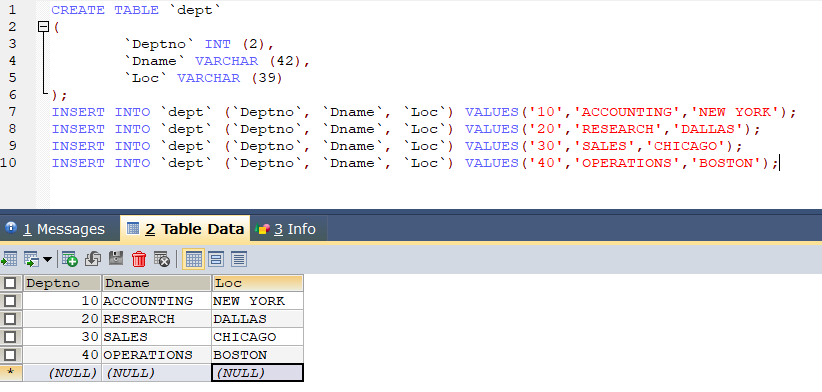 1 CREATE TABLE `dept`
2 (
3 `Deptno` INT (2),
4 `Dname` VARCHAR (42),
5 `Loc` VARCHAR (39)
6 );
7 INSERT INTO `dept` (`Deptno`, `Dname`, `Loc`) VALUES('10','ACCOUNTING','NEW YORK');
8 INSERT INTO `dept` (`Deptno`, `Dname`, `Loc`) VALUES('20','RESEARCH','DALLAS');
9 INSERT INTO `dept` (`Deptno`, `Dname`, `Loc`) VALUES('30','SALES','CHICAGO');
10 INSERT INTO `dept` (`Deptno`, `Dname`, `Loc`) VALUES('40','OPERATIONS','BOSTON');
1 Messages 2 Table Data 3 Info
Deptno Dname Loc
10 ACCOUNTING NEW YORK
20 RESEARCH DALLAS
30 SALES CHICAGO
40 OPERATIONS BOSTON
* (NULL) (NULL) (NULL)